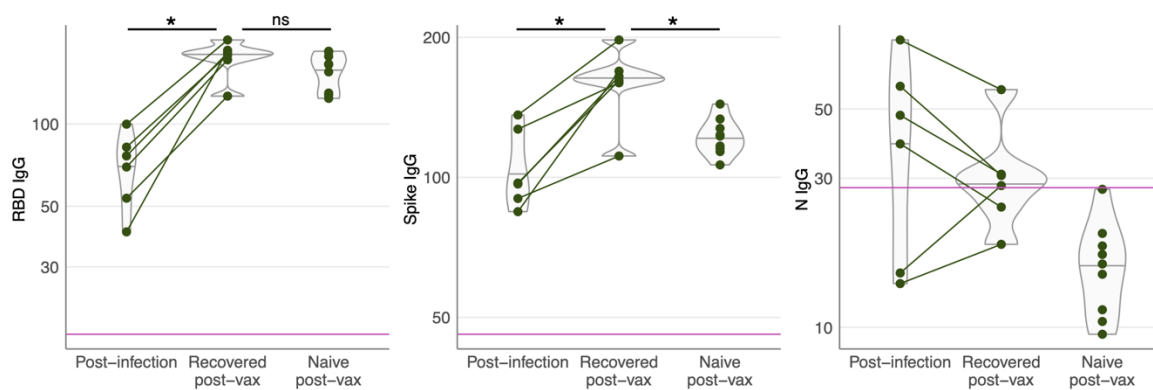 *
ns
RBD IgG
100
50
30
Post–infection
Recovered
post–vax
Naive
post–vax
*
*
Spike IgG
200
100
50
Post–infection
Recovered
post–vax
Naive
post–vax
N IgG
50
30
10
Post–infection
Recovered
post–vax
Naive
post–vax